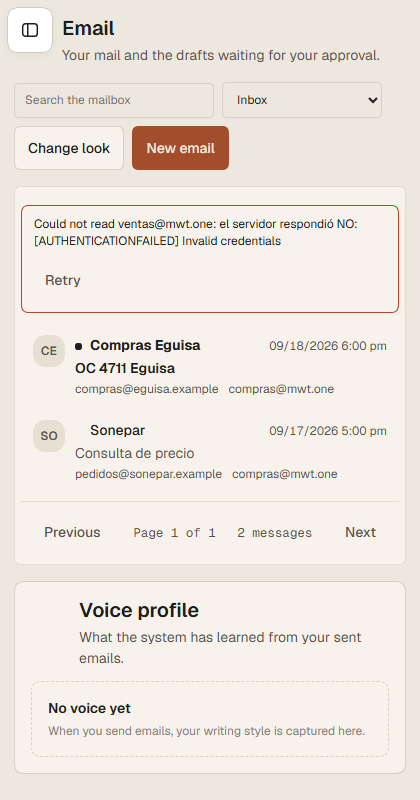 Email
Your mail and the drafts waiting for your approval.
Search the mailbox
Inbox
Change look
New email
Could not read ventas@mwt.one: el servidor respondió NO:
[AUTHENTICATIONFAILED] Invalid credentials
Retry
CE
Compras Eguisa
09/18/2026 6:00 pm
OC 4711 Eguisa
compras@eguisa.example compras@mwt.one
SO
Sonepar
09/17/2026 5:00 pm
Consulta de precio
pedidos@sonepar.example compras@mwt.one
Previous
Page 1 of 1
2 messages
Next
Voice profile
What the system has learned from your sent
emails.
No voice yet
When you send emails, your writing style is captured here.